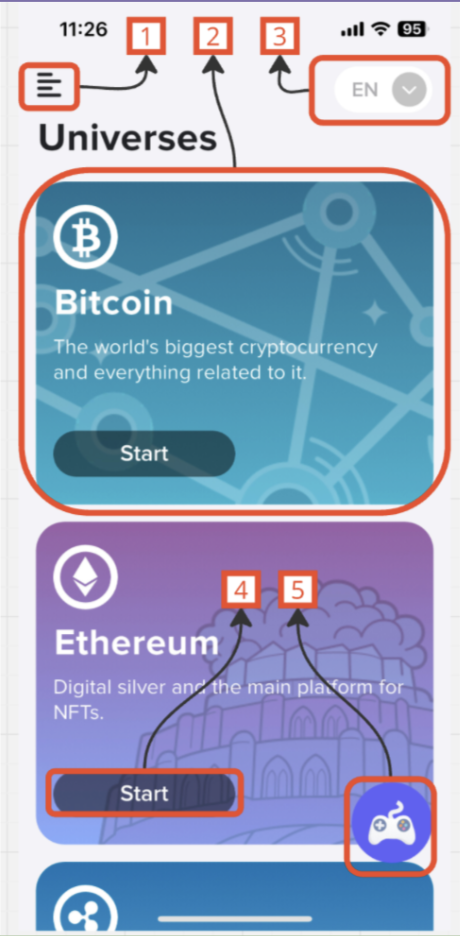 11:26
1
2
3
95
EN
Universes
Bitcoin
The world's biggest cryptocurrency
and everything related to it.
Start
4
5
Ethereum
Digital silver and the main platform for
NFTs.
Start